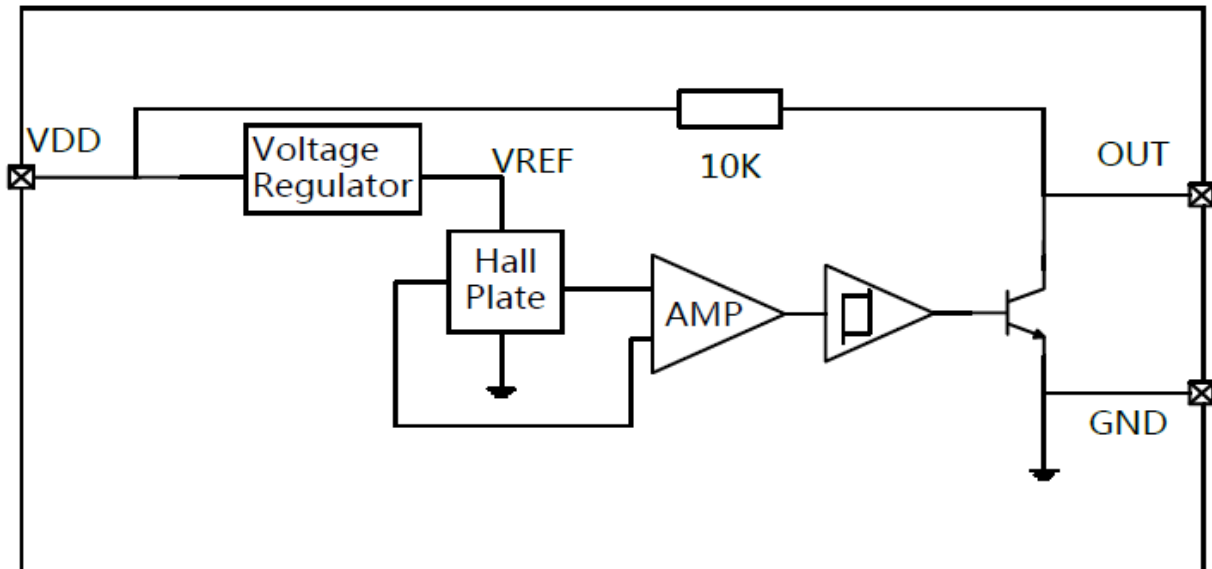 VDD
Voltage
Regulator
VREF
10K
OUT
Hall
Plate
AMP
GND